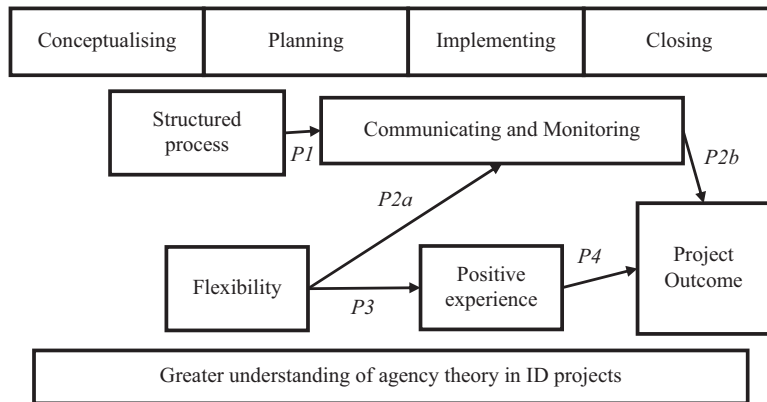 Conceptualising
Planning
Implementing
Closing
Structured
process
P1
Communicating and Monitoring
P2b
P2a
Flexibility
P3
Positive
experience
P4
Project
Outcome
Greater understanding of agency theory in ID projects